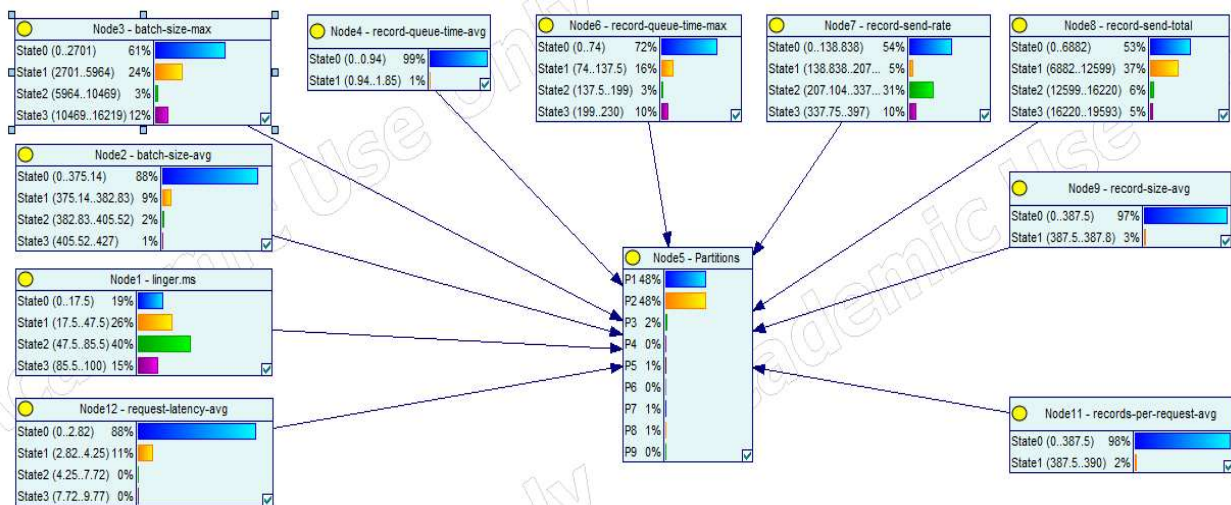 Node3 - batch-size-max
State0 (0..2701) 61%
State1 (2701..5964) 24%
State2 (5964..10469) 3%
State3 (10469..16219) 12%
Node4 - record-queue-time-avg
State0 (0..0.94) 99%
State1 (0.94..1.85) 1%
Node6 - record-queue-time-max
State0 (0..74) 72%
State1 (74..137.5) 16%
State2 (137.5..199) 3%
State3 (199..230) 10%
Node7 - record-send-rate
State0 (0..138.838) 54%
State1 (138.838..207... 5%
State2 (207.104..337... 31%
State3 (337.75..397) 10%
Node8 - record-send-total
State0 (0..6882) 53%
State1 (6882..12599) 37%
State2 (12599..16220) 6%
State3 (16220..19593) 5%
Node2 - batch-size-avg
State0 (0..375.14) 88%
State1 (375.14..382.83) 9%
State2 (382.83..405.52) 2%
State3 (405.52..427) 1%
Node9 - record-size-avg
State0 (0..387.5) 97%
State1 (387.5..387.8) 3%
Node1 - linger.ms
State0 (0..17.5) 19%
State1 (17.5..47.5) 26%
State2 (47.5..85.5) 40%
State3 (85.5..100) 15%
Node5 - Partitions
P1 48%
P2 48%
P3 2%
P4 0%
P5 1%
P6 0%
P7 1%
P8 1%
P9 0%
Node12 - request-latency-avg
State0 (0..2.82) 88%
State1 (2.82..4.25) 11%
State2 (4.25..7.72) 0%
State3 (7.72..9.77) 0%
Node11 - records-per-request-avg
State0 (0..387.5) 98%
State1 (387.5..390) 2%
Academic Use Only
Academic Use
only